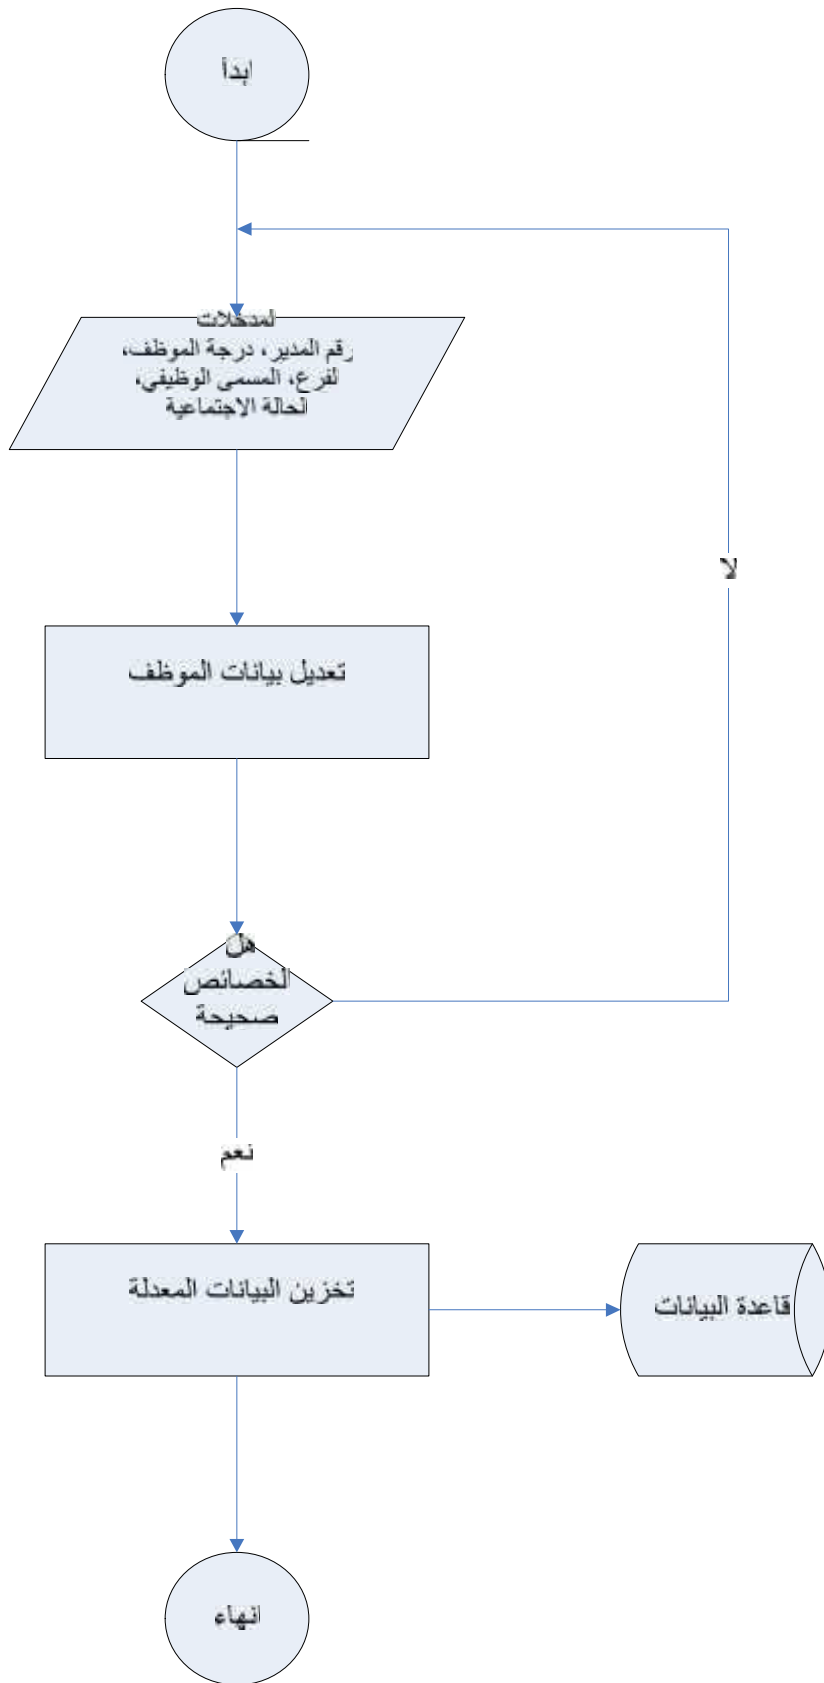 ابدأ
المدخلات
رقم المدير، درجة الموظف،
الفرع، المسمى الوظيفي،
الحالة الاجتماعية
تعديل بيانات الموظف
هل
الخصائص
صحيحة
لا
نعم
تخزين البيانات المعدلة
قاعدة البيانات
انهاء